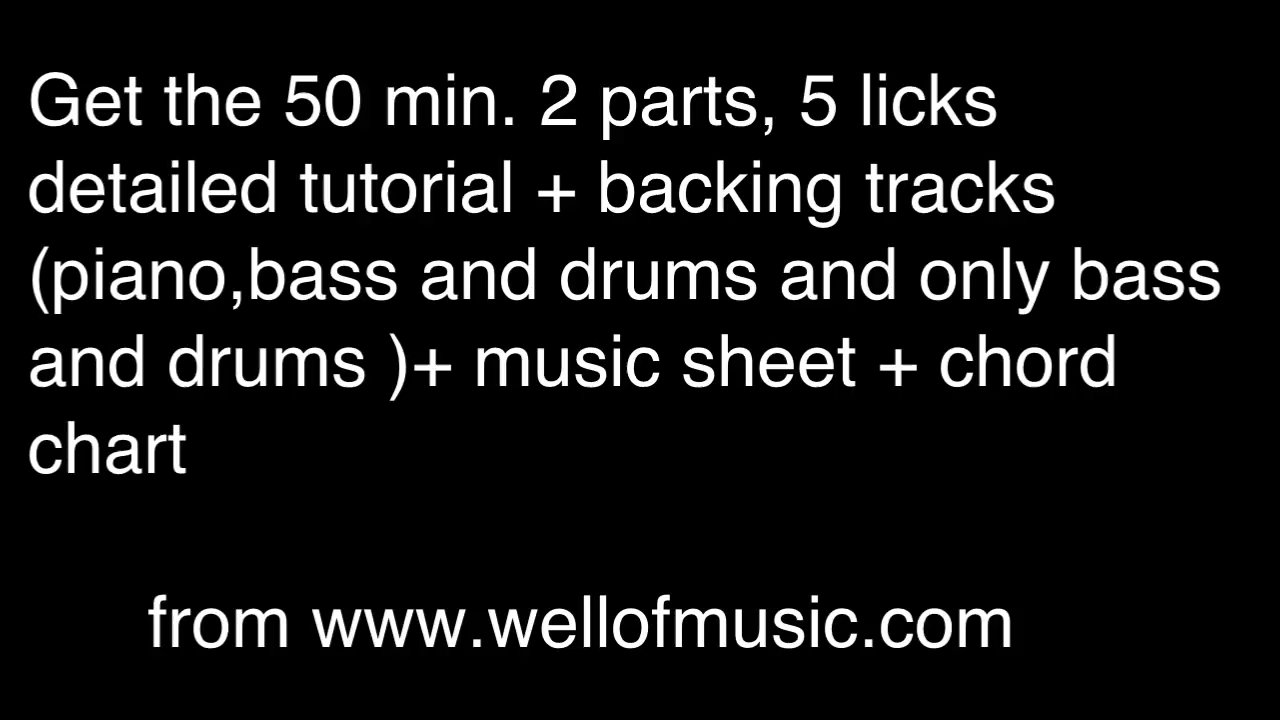 Get the 50 min. 2 parts, 5 licks
detailed tutorial + backing tracks
(piano,bass and drums and only bass
and drums )+ music sheet + chord
chart
from www.wellofmusic.com